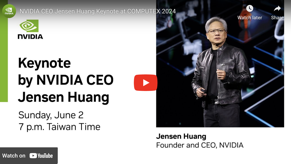 NVIDIA CEO Jensen Huang Keynote at COMPUTEX 2024
Watch later
Share
NVIDIA
Keynote
by NVIDIA CEO
Jensen Huang
Sunday, June 2
7 p.m. Taiwan Time
Jensen Huang
Founder and CEO, NVIDIA
Watch on YouTube